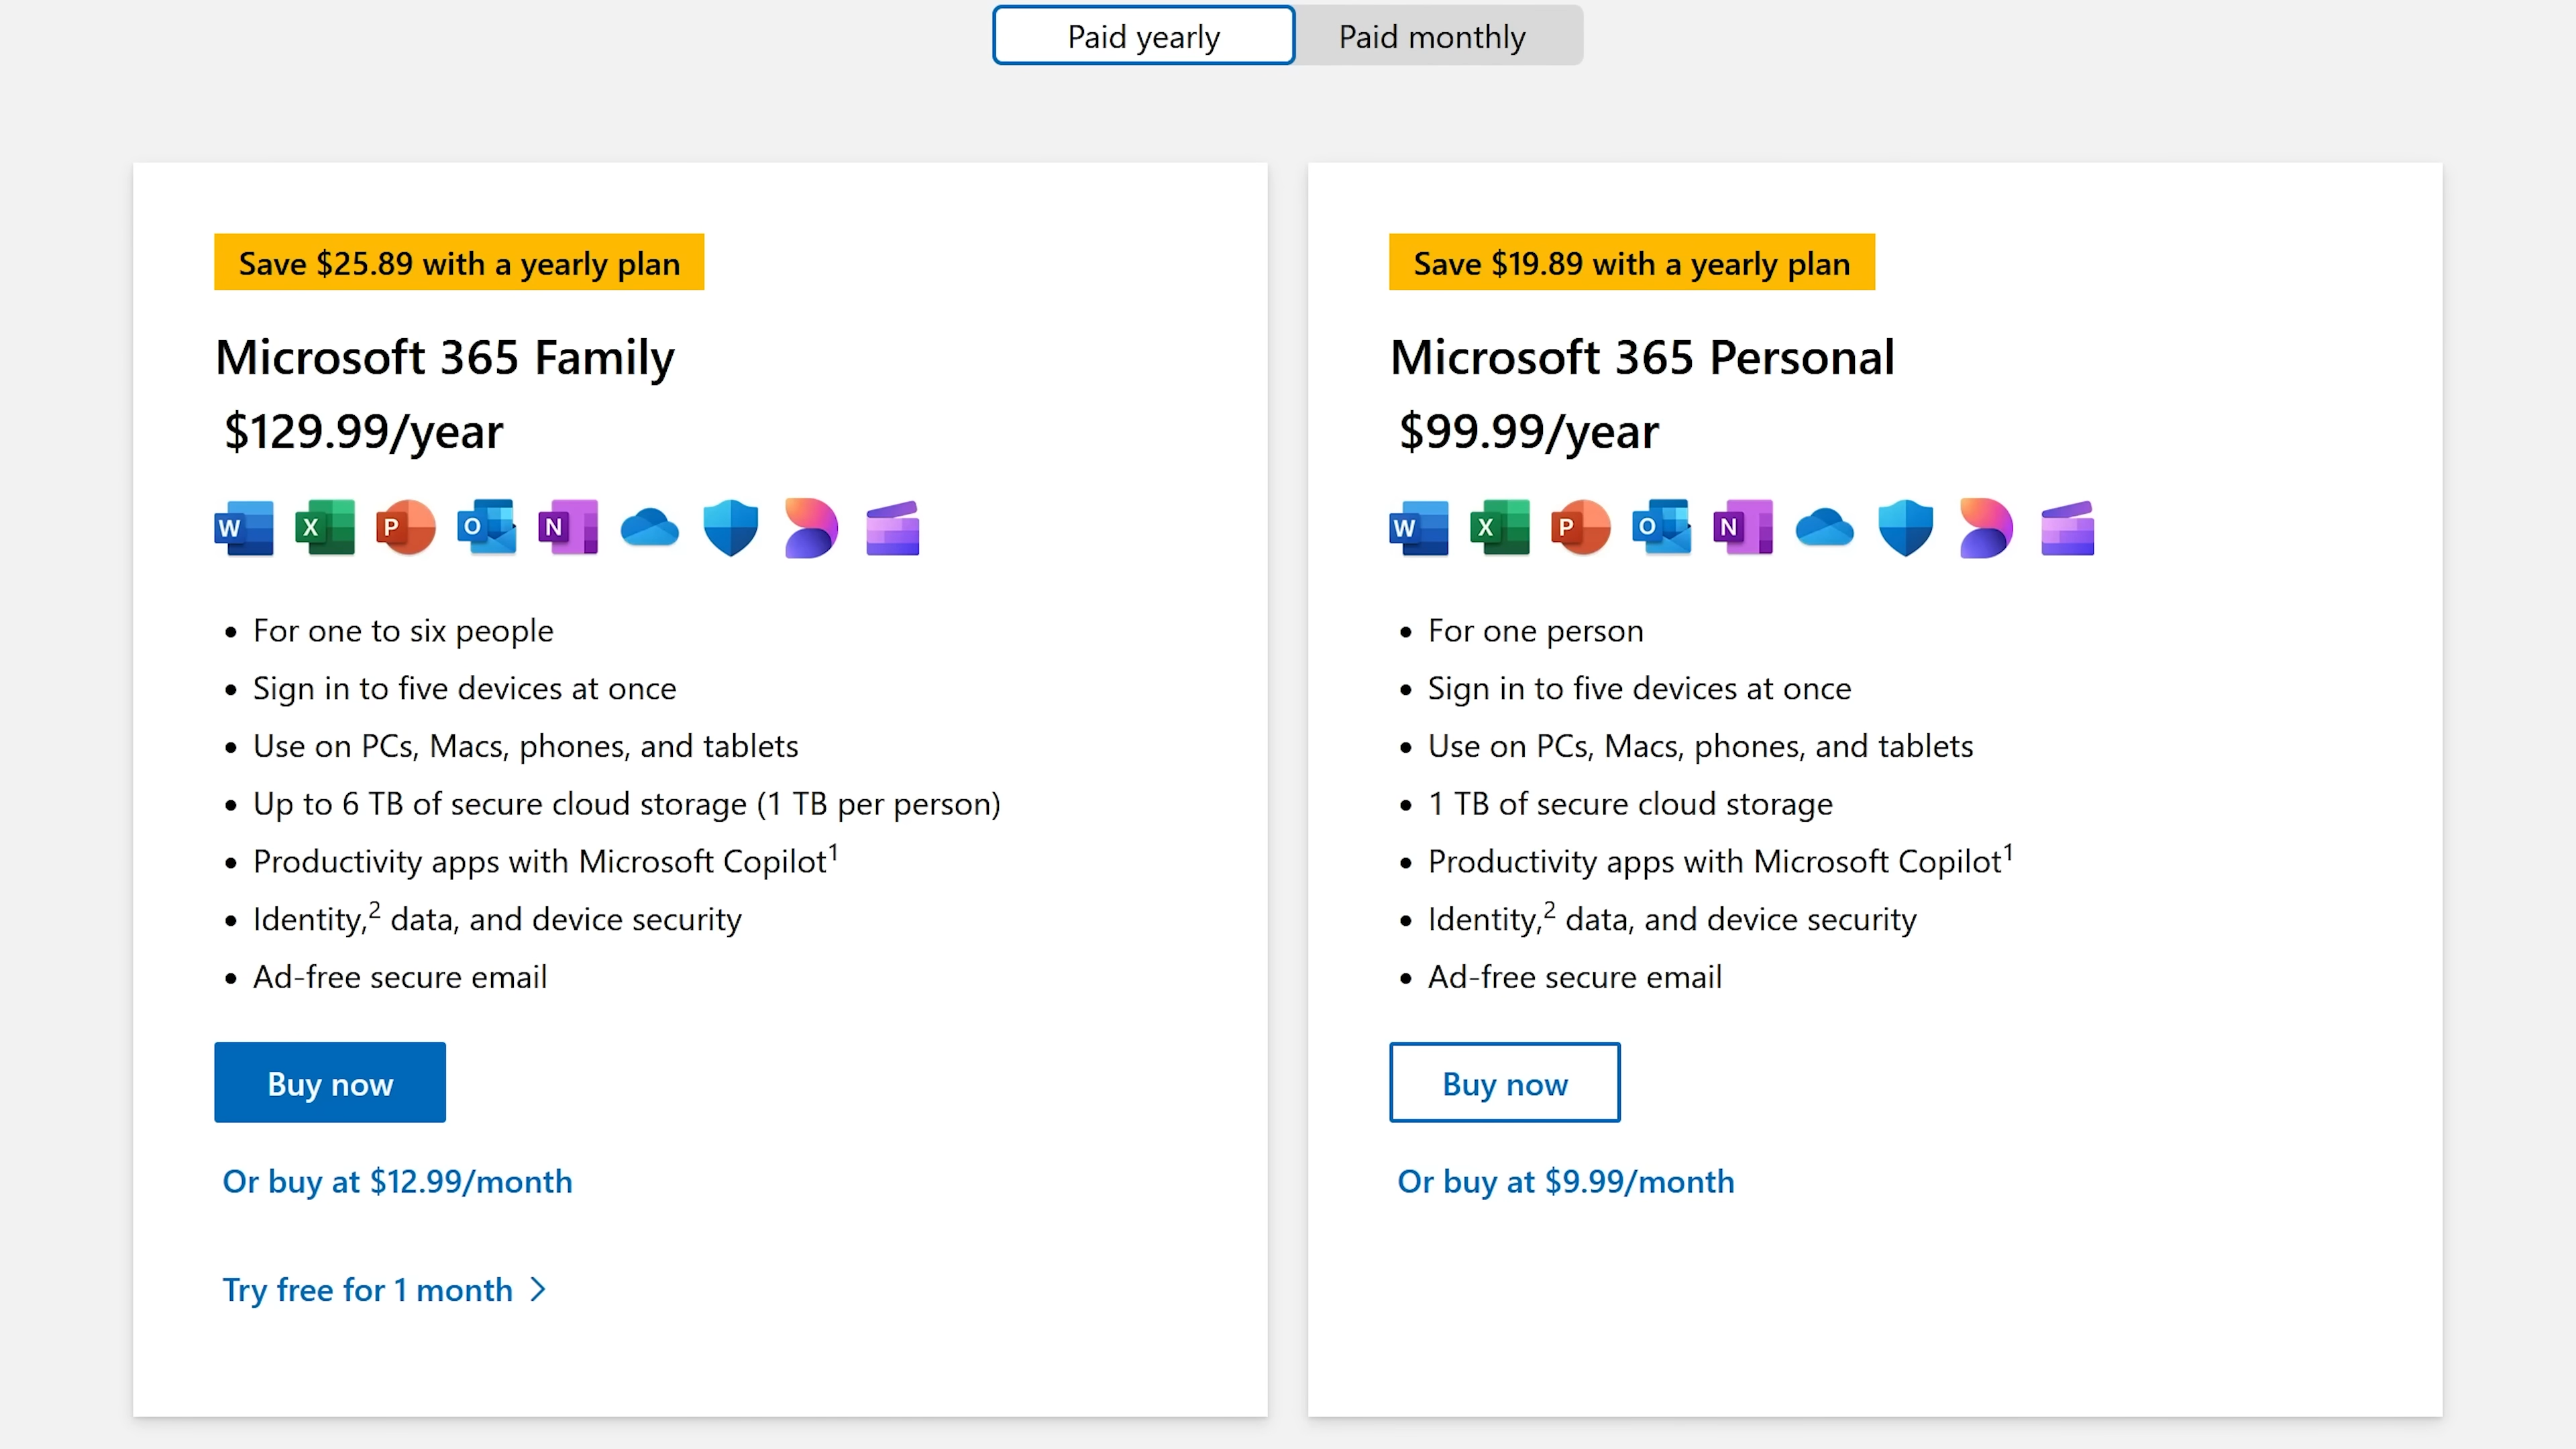 Paid yearly
Paid monthly
Save $25.89 with a yearly plan
Microsoft 365 Family
$129.99/year
W X P O N
For one to six people
Sign in to five devices at once
Use on PCs, Macs, phones, and tablets
Up to 6 TB of secure cloud storage (1 TB per person)
Productivity apps with Microsoft Copilot¹
Identity,² data, and device security
Ad-free secure email
Buy now
Or buy at $12.99/month
Try free for 1 month
Save $19.89 with a yearly plan
Microsoft 365 Personal
$99.99/year
W X P O N
For one person
Sign in to five devices at once
Use on PCs, Macs, phones, and tablets
1 TB of secure cloud storage
Productivity apps with Microsoft Copilot¹
Identity,² data, and device security
Ad-free secure email
Buy now
Or buy at $9.99/month